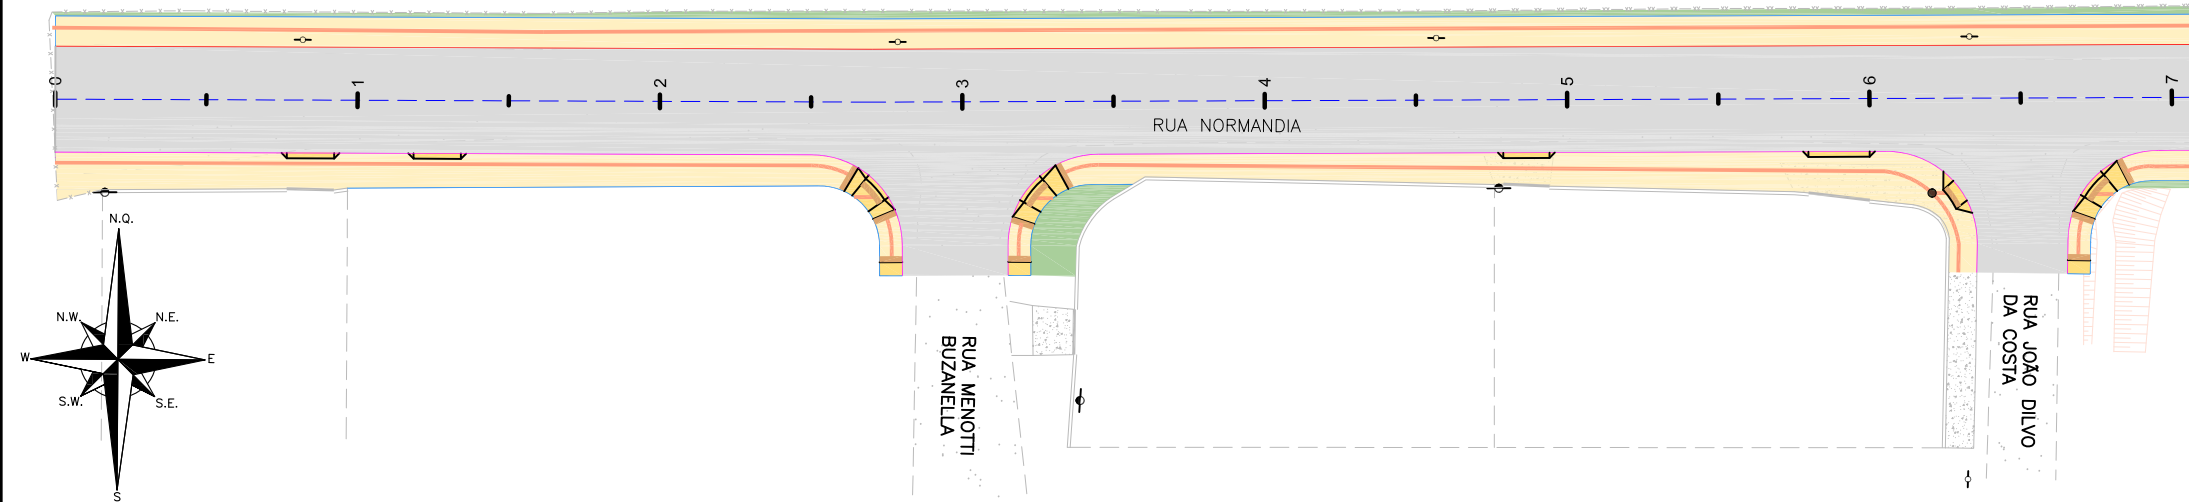 0
1
2
3
4
5
6
7
RUA NORMANDIA
N.Q.
N.W.
N.E.
W
E
S.W.
S.E.
S
RUA MENOTTI
BUZANELLA
RUA JOÃO DILVO
DA COSTA